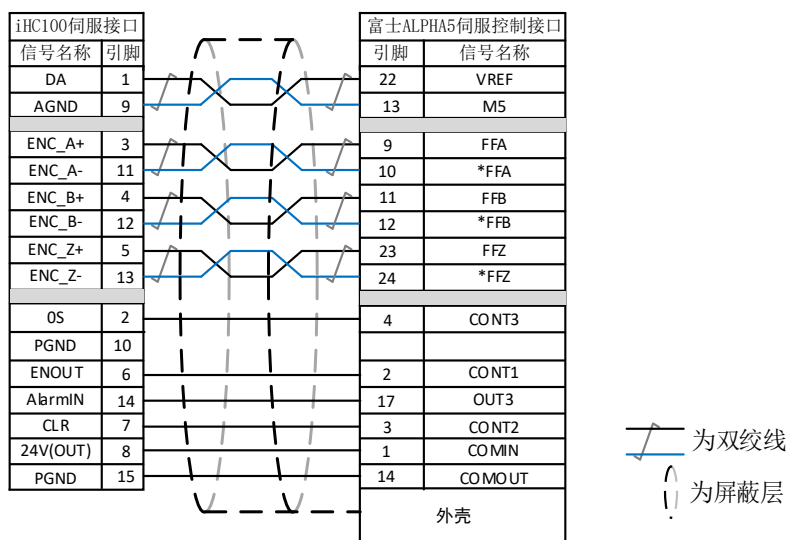 iHC100伺服接口 富士ALPHA5伺服控制接口
信号名称 引脚 引脚 信号名称
DA 1 22 VREF
AGND 9 13 M5
ENC_A+ 3 9 FFA
ENC_A- 11 10 *FFA
ENC_B+ 4 11 FFB
ENC_B- 12 12 *FFB
ENC_Z+ 5 23 FFZ
ENC_Z- 13 24 *FFZ
0S 2 4 CONT3
PGND 10
ENOUT 6 2 CONT1
AlarmIN 14 17 OUT3
CLR 7 3 CONT2
24V(OUT) 8 1 COMIN
PGND 15 14 COMOUT
外壳
为双绞线
为屏蔽层